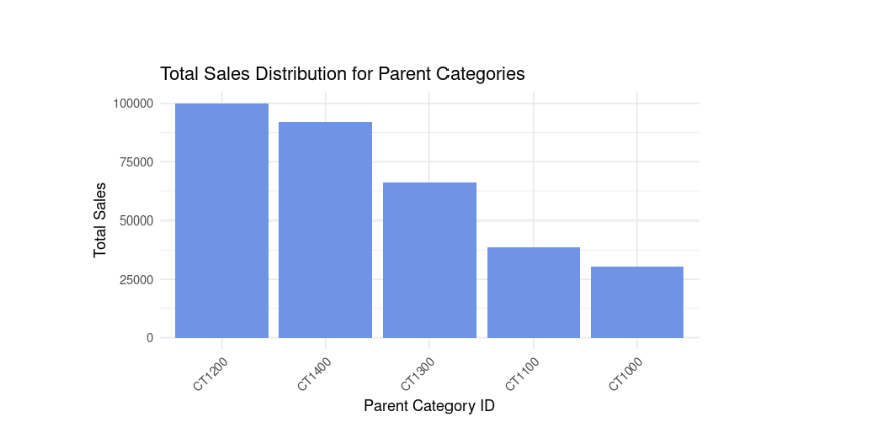 Total Sales Distribution for Parent Categories
Total Sales
100000
75000
50000
25000
0
CT1200
CT1400
CT1300
CT1100
CT1000
Parent Category ID